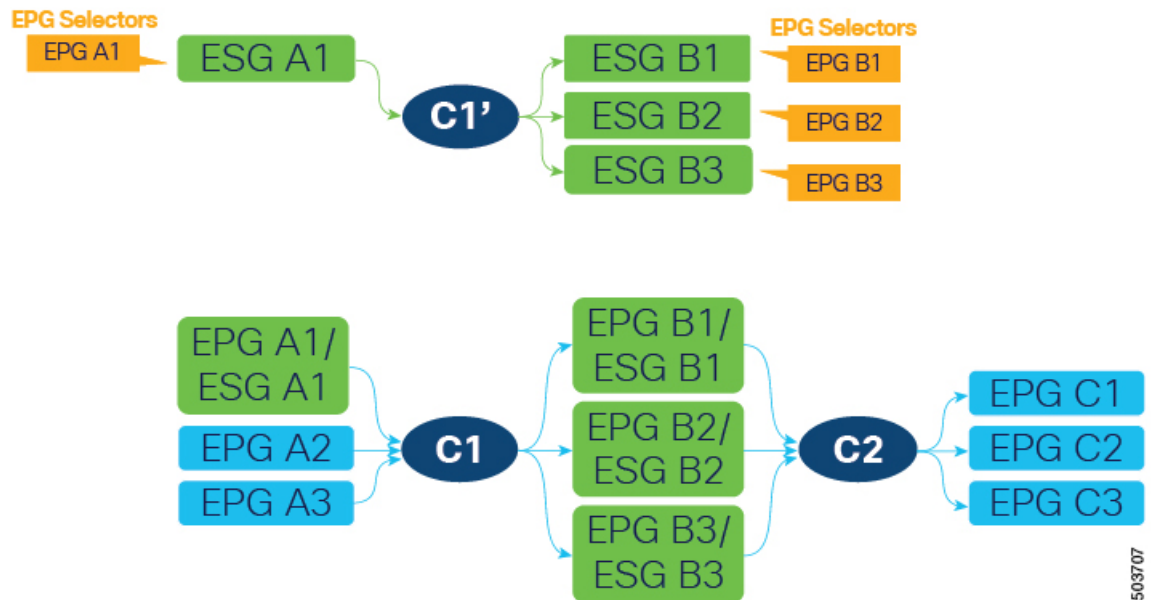 EPG Selectors
EPG A1
ESG A1
C1’
ESG B1
ESG B2
ESG B3
EPG Selectors
EPG B1
EPG B2
EPG B3
EPG A1/
ESG A1
EPG A2
EPG A3
C1
EPG B1/
ESG B1
EPG B2/
ESG B2
EPG B3/
ESG B3
C2
EPG C1
EPG C2
EPG C3
503707